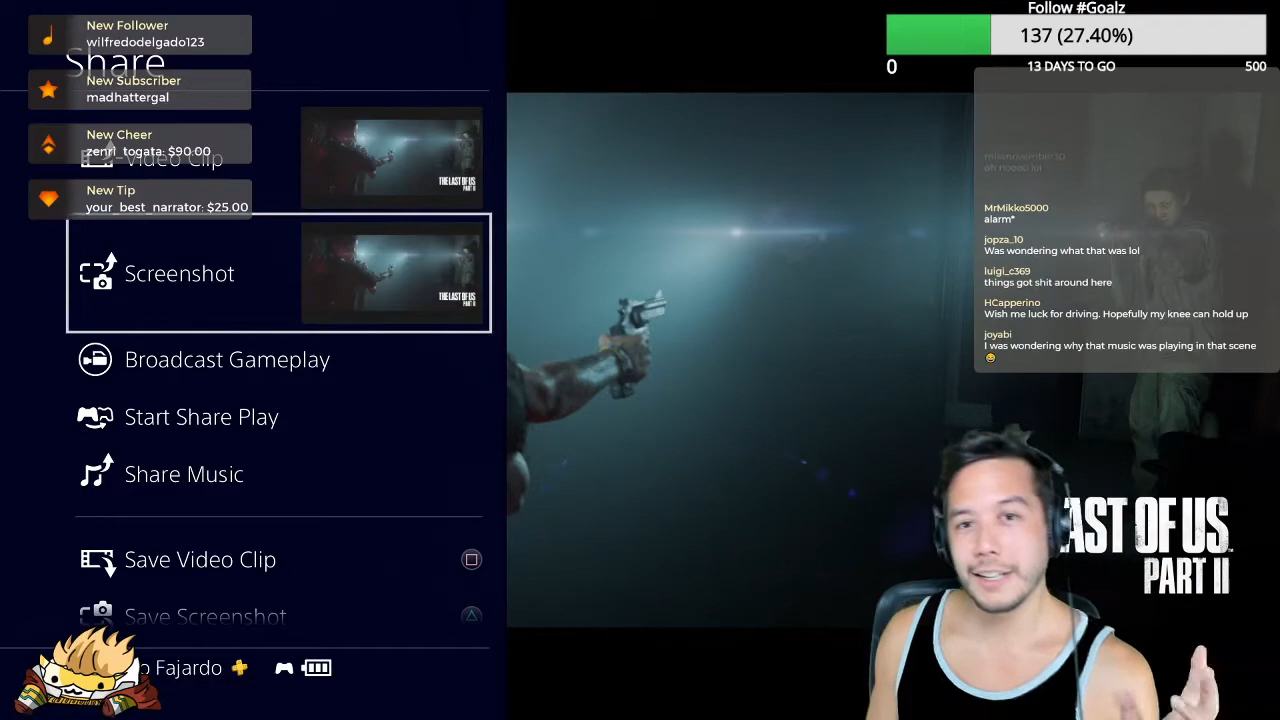 New Follower
wilfredodelgado123
Share
New Subscriber
madhattergal
New Cheer
zenri_togata: $90.00
Video Clip
New Tip
your_best_narrator: $25.00
THE LAST OF US
PART II
Screenshot
THE LAST OF US
PART II
Broadcast Gameplay
Start Share Play
Share Music
Save Video Clip
Save Screenshot
o Fajardo
Follow #Goalz
137 (27.40%)
0
13 DAYS TO GO
500
oh noeoo lol
MrMikko5000
alarm*
jopza_10
Was wondering what that was lol
luigi_c369
things got shit around here
HCapperino
Wish me luck for driving. Hopefully my knee can hold up
joyabi
I was wondering why that music was playing in that scene
😅
AST OF US
PART II